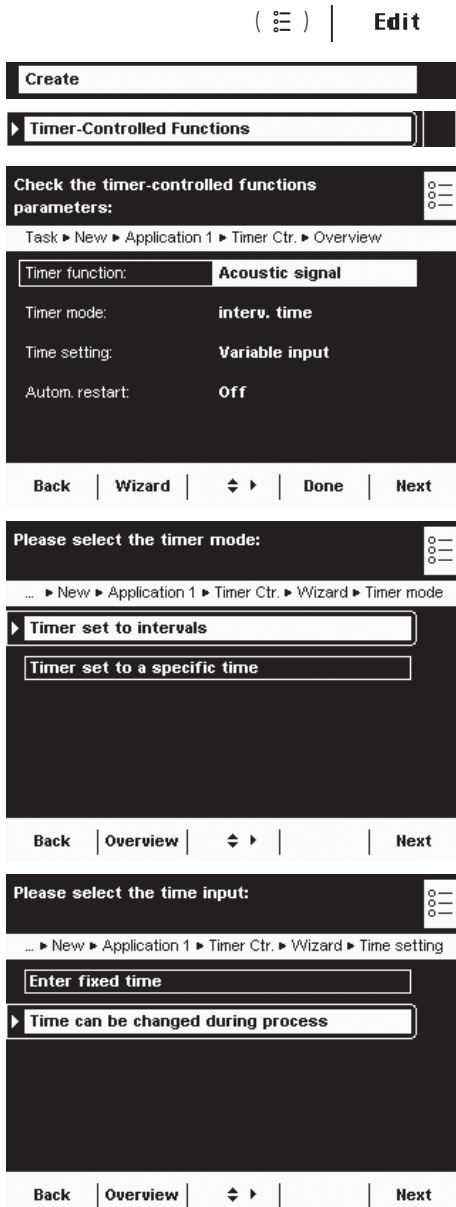 ( ) | Edit
Create
Timer-Controlled Functions
Check the timer-controlled functions
parameters:
Task ▸ New ▸ Application 1 ▸ Timer Ctr. ▸ Overview
Timer function: Acoustic signal
Timer mode: interv. time
Time setting: Variable input
Autom. restart: Off
Back | Wizard | | Done | Next
Please select the timer mode:
... ▸ New ▸ Application 1 ▸ Timer Ctr. ▸ Wizard ▸ Timer mode
Timer set to intervals
Timer set to a specific time
Back | Overview | | | Next
Please select the time input:
... ▸ New ▸ Application 1 ▸ Timer Ctr. ▸ Wizard ▸ Time setting
Enter fixed time
Time can be changed during process
Back | Overview | | | Next